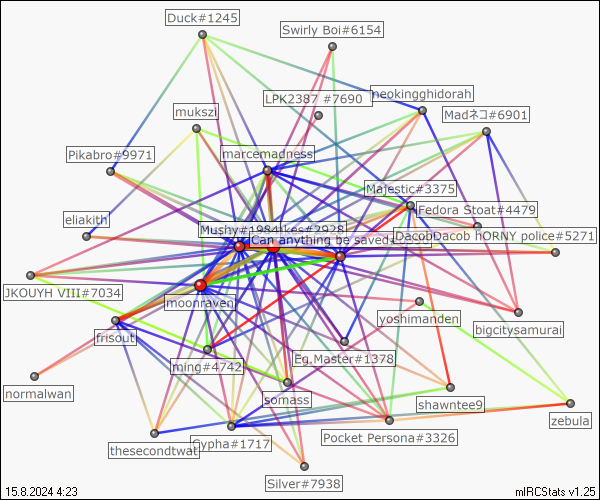 Duck#1245
Swirly Boi#6154
neokingghidorah
LPK2387 #7690
mukszi
Madネコ#6901
Pikabro#9971
marcemadness
Majestic#3375
Fedora Stoat#4479
eliakith
Mushy#1984
kes#2928
Can anything be saved
DacobDacob HORNY police#5271
JKOUYH VIII#7034
moonraven
yoshimanden
bigcitysamurai
frisout
ming#4742
Eg.Master#1378
normalwan
somass
shawntee9
zebula
thesecondtwat
Cypha#1717
Pocket Persona#3326
Silver#7938
15.8.2024 4:23
mIRCStats v1.25